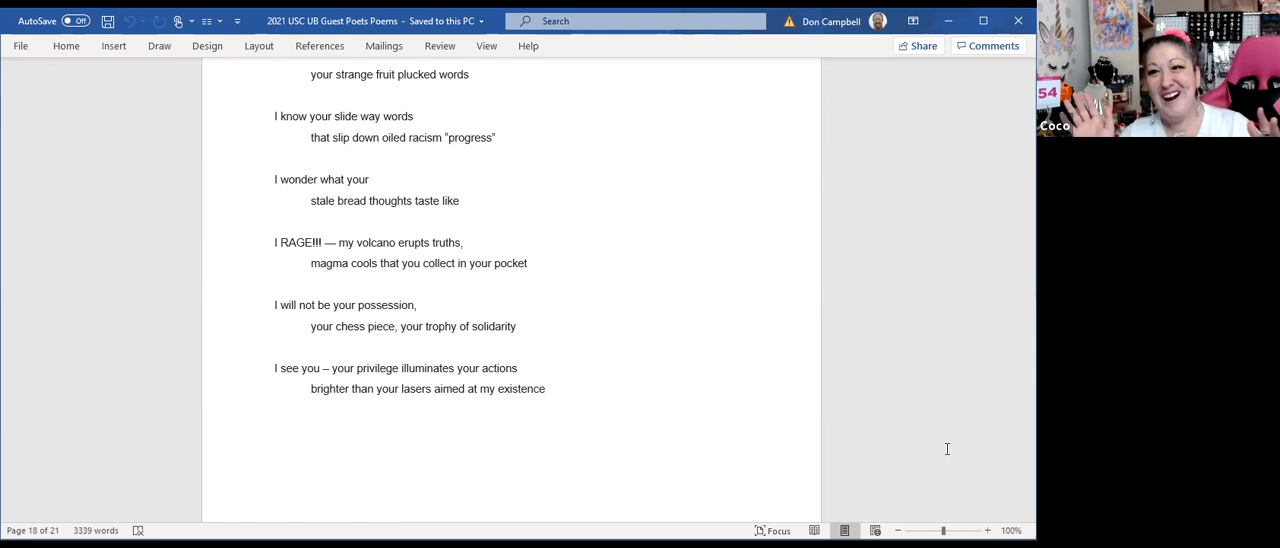 AutoSave Off 2021 USC UB Guest Poets Poems - Saved to this PC Search Don Campbell
File Home Insert Draw Design Layout References Mailings Review View Help Share Comments
your strange fruit plucked words
I know your slide way words
that slip down oiled racism “progress”
I wonder what your
stale bread thoughts taste like
I RAGE!!! — my volcano erupts truths,
magma cools that you collect in your pocket
I will not be your possession,
your chess piece, your trophy of solidarity
I see you – your privilege illuminates your actions
brighter than your lasers aimed at my existence
Page 18 of 21 3339 words Focus 100%
54
Coco